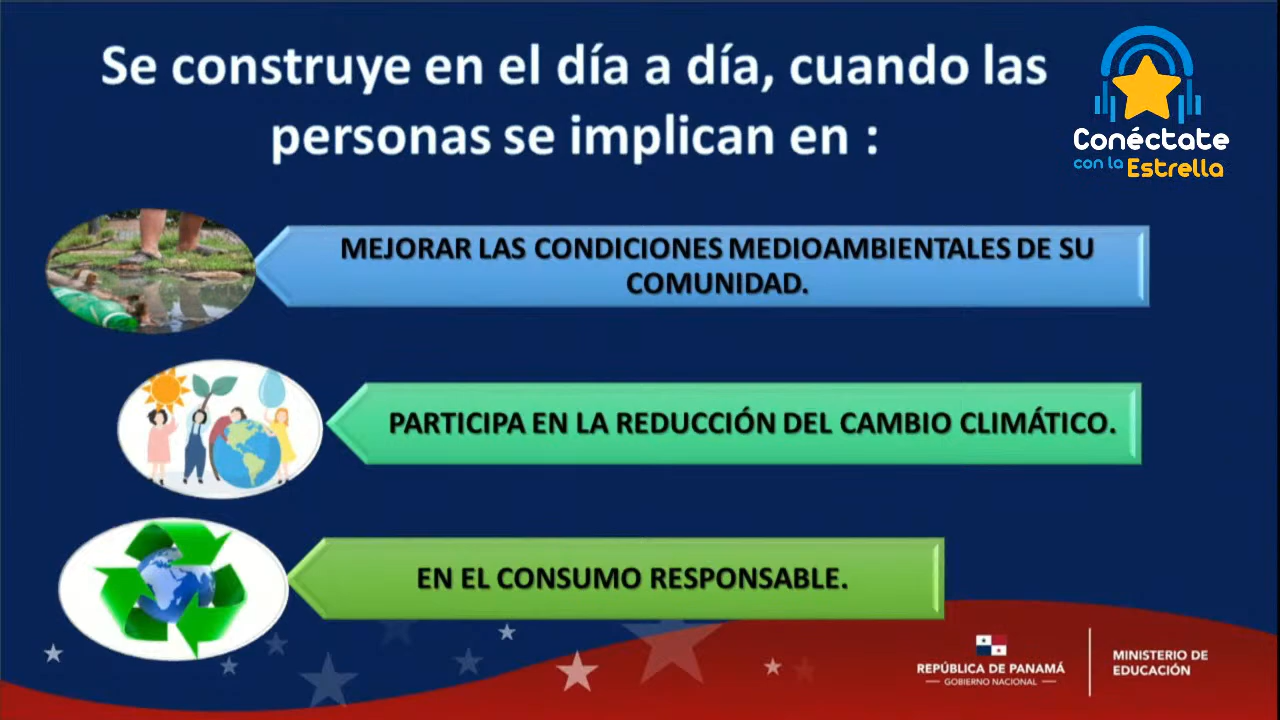 Se construye en el día a día, cuando las
personas se implican en :
Conéctate
con la Estrella
MEJORAR LAS CONDICIONES MEDIOAMBIENTALES DE SU
COMUNIDAD.
PARTICIPA EN LA REDUCCIÓN DEL CAMBIO CLIMÁTICO.
EN EL CONSUMO RESPONSABLE.
REPÚBLICA DE PANAMÁ
GOBIERNO NACIONAL
MINISTERIO DE
EDUCACIÓN